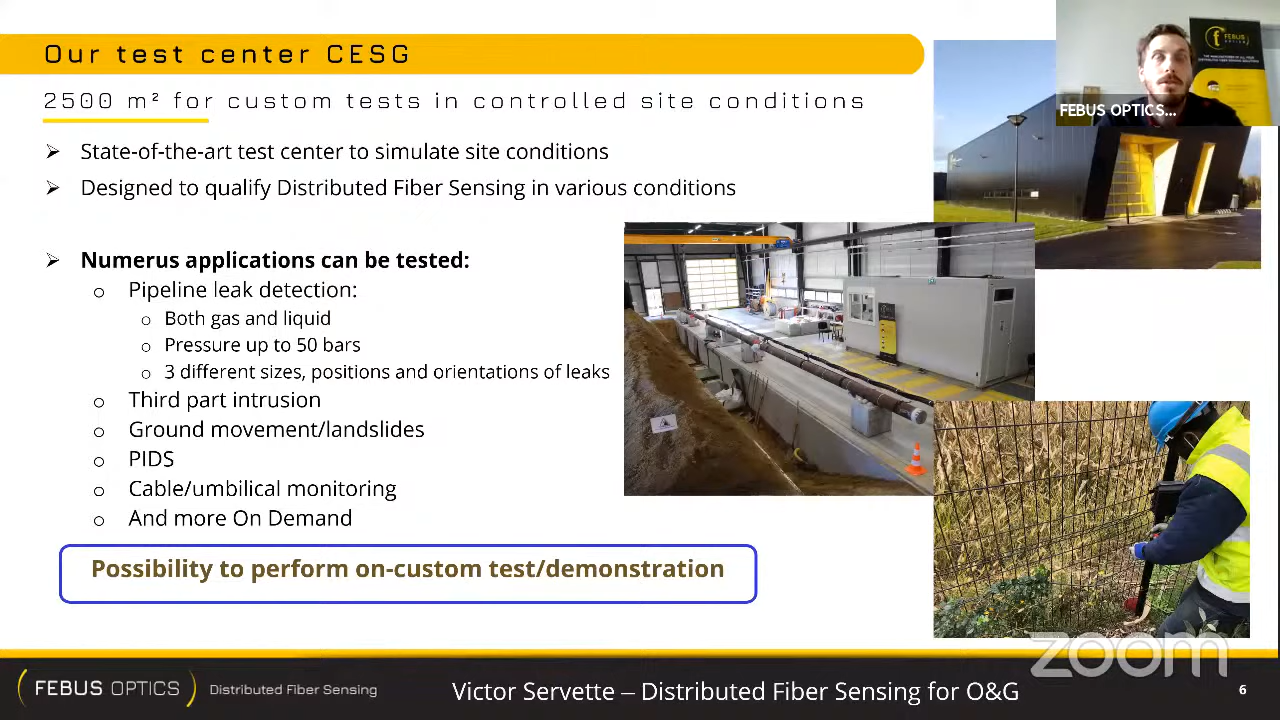 Our test center CESG
2500 m² for custom tests in controlled site conditions
➢ State-of-the-art test center to simulate site conditions
➢ Designed to qualify Distributed Fiber Sensing in various conditions
➢ Numerus applications can be tested:
o Pipeline leak detection:
o Both gas and liquid
o Pressure up to 50 bars
o 3 different sizes, positions and orientations of leaks
o Third part intrusion
o Ground movement/landslides
o PIDS
o Cable/umbilical monitoring
o And more On Demand
Possibility to perform on-custom test/demonstration
FEBUS
OPTICS
FEBUS OPTICS...
zoom
FEBUS OPTICS
Distributed Fiber Sensing
Victor Servette – Distributed Fiber Sensing for O&G
6